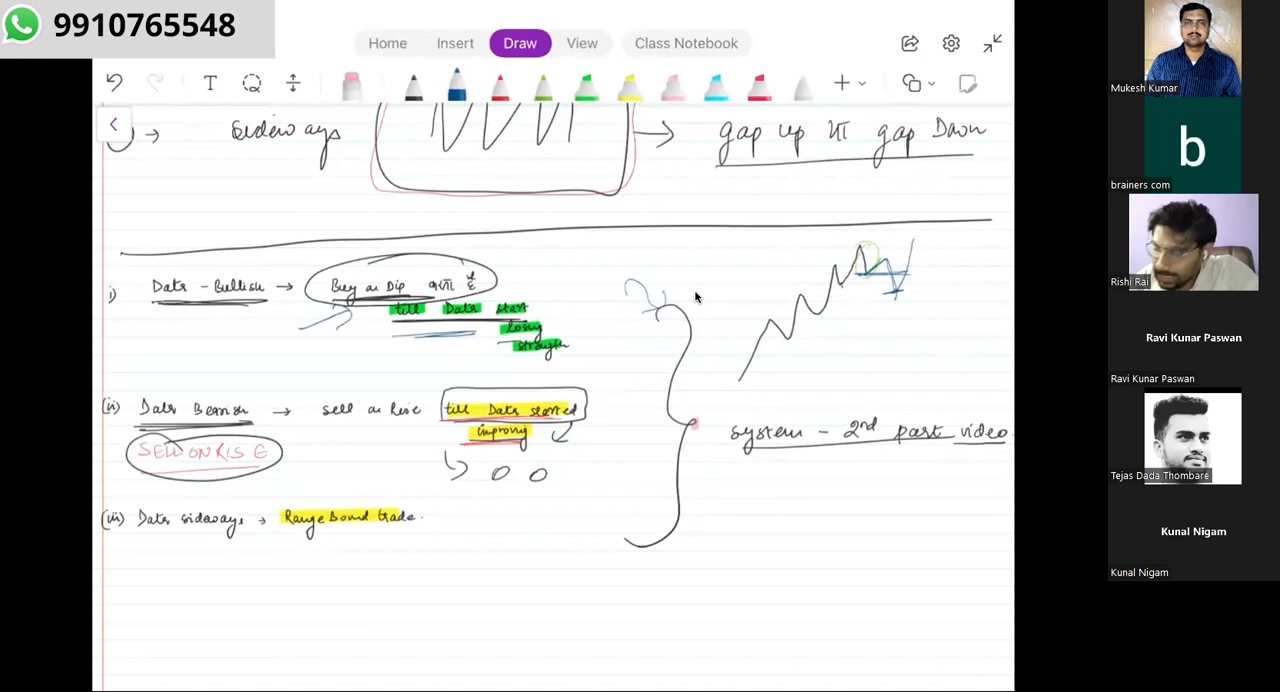 9910765548
Home Insert Draw View Class Notebook
T
Mukesh Kumar
b
brainers com
Rishi Rai
Ravi Kunar Paswan
Ravi Kunar Paswan
Tejas Dada Thombare
Kunal Nigam
Kunal Nigam
sideways → gap up या gap Down
i) Data - Bullish → Buy on Dip करना है
till Data start
losing
strength
(ii) Data Bearish → sell on Rise till Data started
improving
SELL ON RISE
(iii) Data sideways → Range Bound trade.
system - 2nd part video